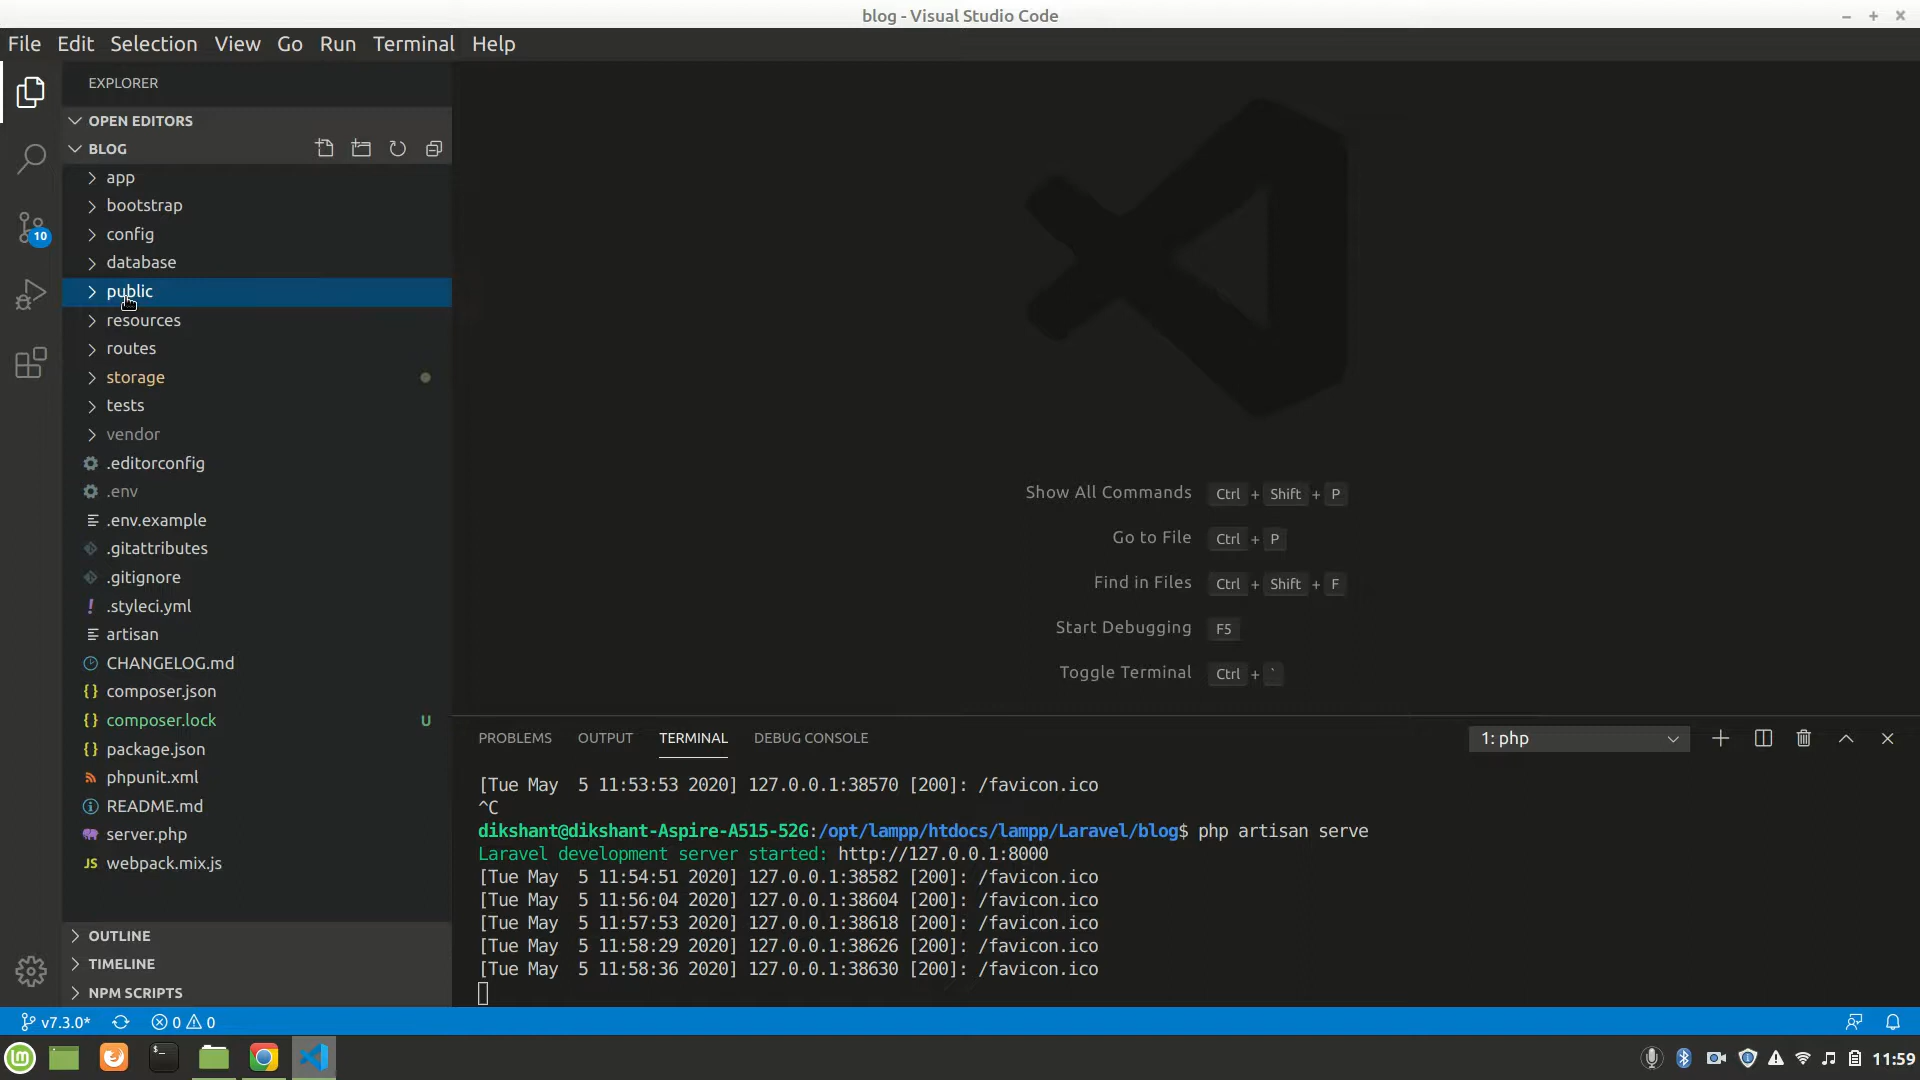 blog - Visual Studio Code
File Edit Selection View Go Run Terminal Help
EXPLORER
OPEN EDITORS
BLOG
app
bootstrap
config
database
public
resources
routes
storage
tests
vendor
.editorconfig
.env
.env.example
.gitattributes
.gitignore
! .styleci.yml
artisan
CHANGELOG.md
{} composer.json
{} composer.lock U
{} package.json
phpunit.xml
README.md
server.php
JS webpack.mix.js
OUTLINE
TIMELINE
NPM SCRIPTS
10
Show All Commands Ctrl + Shift + P
Go to File Ctrl + P
Find in Files Ctrl + Shift + F
Start Debugging F5
Toggle Terminal Ctrl + `
PROBLEMS OUTPUT TERMINAL DEBUG CONSOLE 1: php
[Tue May  5 11:53:53 2020] 127.0.0.1:38570 [200]: /favicon.ico
^C
dikshant@dikshant-Aspire-A515-52G:/opt/lampp/htdocs/lampp/Laravel/blog$ php artisan serve
Laravel development server started: http://127.0.0.1:8000
[Tue May  5 11:54:51 2020] 127.0.0.1:38582 [200]: /favicon.ico
[Tue May  5 11:56:04 2020] 127.0.0.1:38604 [200]: /favicon.ico
[Tue May  5 11:57:53 2020] 127.0.0.1:38618 [200]: /favicon.ico
[Tue May  5 11:58:29 2020] 127.0.0.1:38626 [200]: /favicon.ico
[Tue May  5 11:58:36 2020] 127.0.0.1:38630 [200]: /favicon.ico
v7.3.0* 0 0
11:59